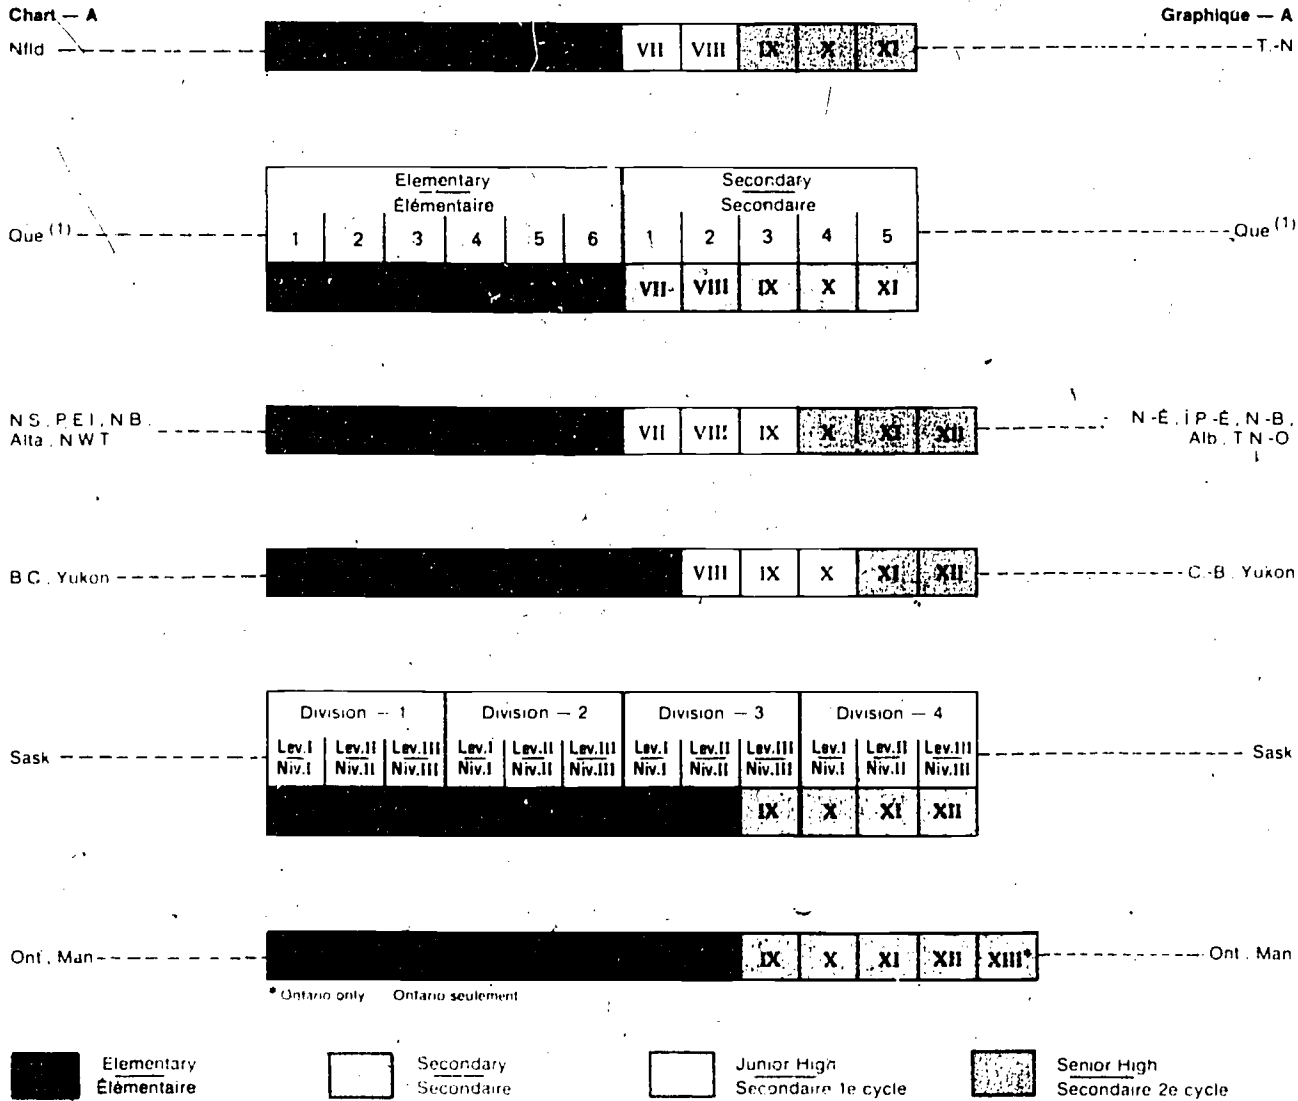 Chart — A
Graphique — A
Nfld
VII VIII IX X XI
T.-N
Elementary
Élémentaire
Secondary
Secondaire
Que (1)
1 2 3 4 5 6 1 2 3 4 5
Que (1)
VII VIII IX X XI
N S , P E I , N B ,
Alta , N W T
VII VIII IX X XI XII
N -É , Î P -É , N -B ,
Alb , T N -O
B C , Yukon
VIII IX X XI XII
C.-B , Yukon
Division — 1 Division — 2 Division — 3 Division — 4
Sask
Lev.I Lev.II Lev.III Lev.I Lev.II Lev.III Lev.I Lev.II Lev.III Lev.I Lev.II Lev.III
Niv.I Niv.II Niv.III Niv.I Niv.II Niv.III Niv.I Niv.II Niv.III Niv.I Niv.II Niv.III
Sask
IX X XI XII
Ont , Man
IX X XI XII XIII*
Ont , Man
* Ontario only Ontario seulement
Elementary
Élémentaire
Secondary
Secondaire
Junior High
Secondaire 1e cycle
Senior High
Secondaire 2e cycle